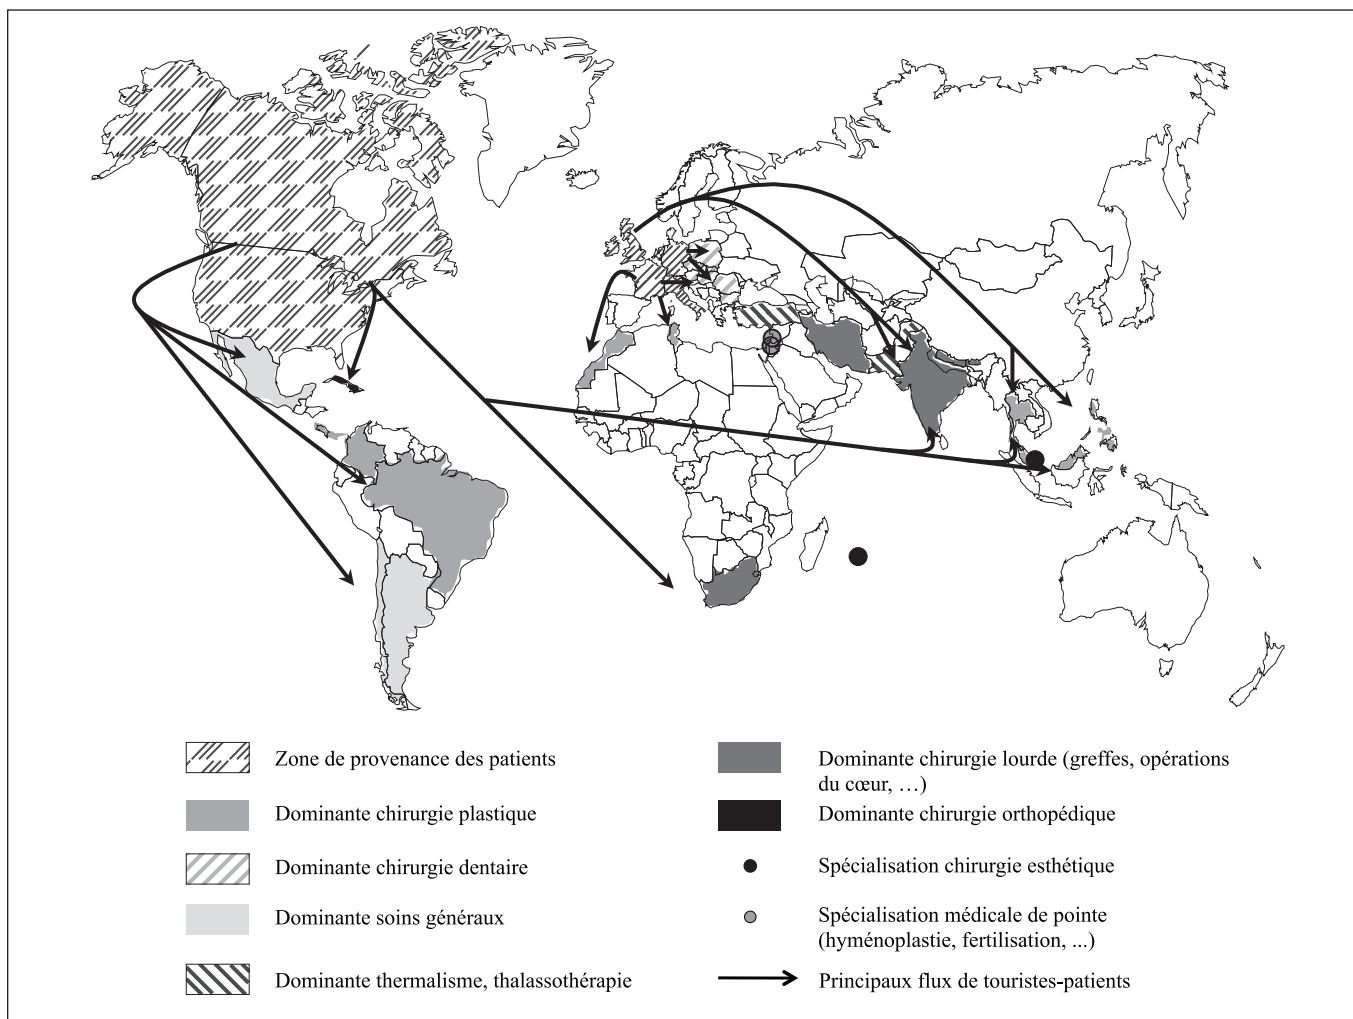 Zone de provenance des patients
Dominante chirurgie plastique
Dominante chirurgie dentaire
Dominante soins généraux
Dominante thermalisme, thalassothérapie
Dominante chirurgie lourde (greffes, opérations
du cœur, …)
Dominante chirurgie orthopédique
Spécialisation chirurgie esthétique
Spécialisation médicale de pointe
(hyménoplastie, fertilisation, ...)
Principaux flux de touristes-patients